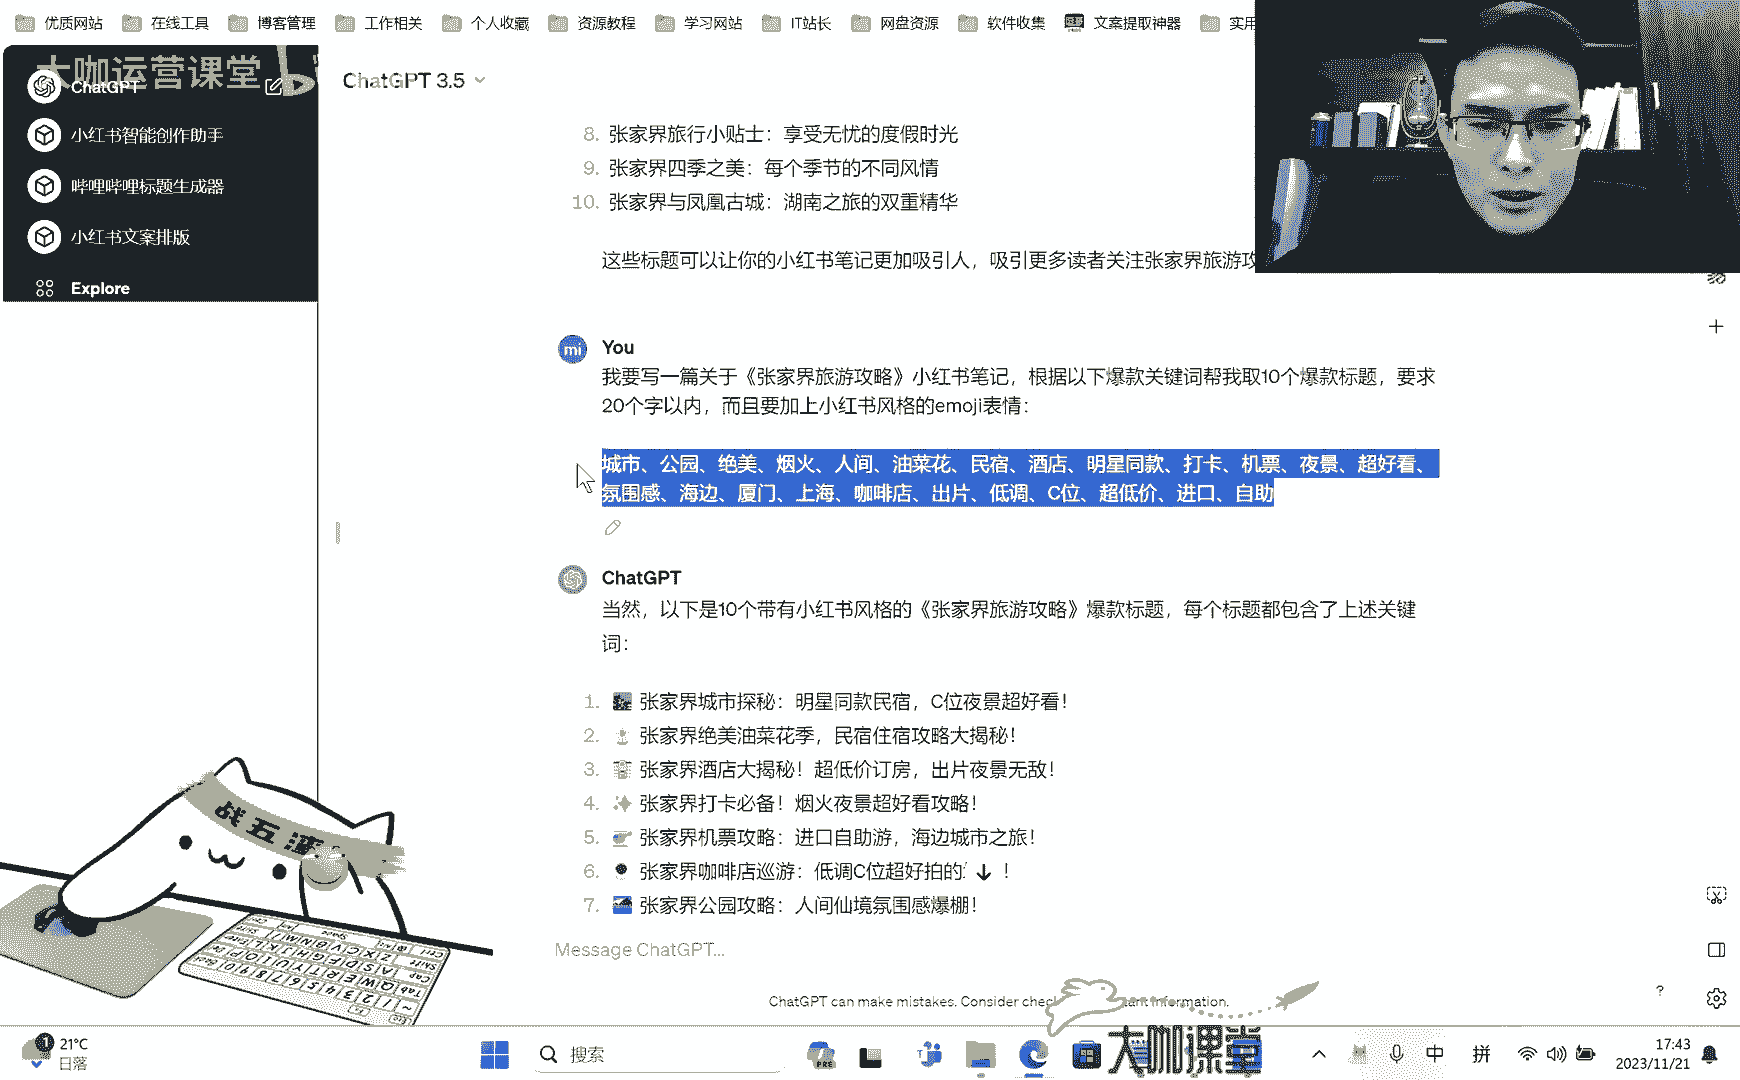 优质网站
在线工具
博客管理
工作相关
个人收藏
资源教程
学习网站
IT站长
网盘资源
软件收集
文案提取神器
实用
大咖运营课堂
ChatGPT
小红书智能创作助手
哔哩哔哩标题生成器
小红书文案排版
Explore
ChatGPT 3.5
8. 张家界旅行小贴士：享受无忧的度假时光
9. 张家界四季之美：每个季节的不同风情
10. 张家界与凤凰古城：湖南之旅的双重精华
这些标题可以让你的小红书笔记更加吸引人，吸引更多读者关注张家界旅游攻
mi
You
我要写一篇关于《张家界旅游攻略》小红书笔记，根据以下爆款关键词帮我取10个爆款标题，要求
20个字以内，而且要加上小红书风格的emoji表情：
城市、公园、绝美、烟火、人间、油菜花、民宿、酒店、明星同款、打卡、机票、夜景、超好看、
氛围感、海边、厦门、上海、咖啡店、出片、低调、C位、超低价、进口、自助
ChatGPT
当然，以下是10个带有小红书风格的《张家界旅游攻略》爆款标题，每个标题都包含了上述关键
词：
1. 张家界城市探秘：明星同款民宿，C位夜景超好看！
2. 张家界绝美油菜花季，民宿住宿攻略大揭秘！
3. 张家界酒店大揭秘！超低价订房，出片夜景无敌！
4. 张家界打卡必备！烟火夜景超好看攻略！
5. 张家界机票攻略：进口自助游，海边城市之旅！
6. 张家界咖啡店巡游：低调C位超好拍的 ！
7. 张家界公园攻略：人间仙境氛围感爆棚！
Message ChatGPT...
ChatGPT can make mistakes. Consider information.
?
战五渣
大咖课堂
1
21°C
日落
搜索
PRE
中
拼
17:43
2023/11/21